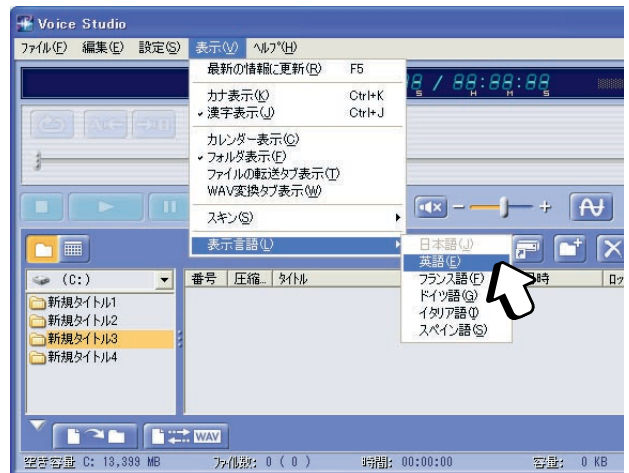 Voice Studio
ファイル(F) 編集(E) 設定(S) 表示(V) ヘルプ(H)
最新の情報に更新(R) F5
カナ表示(K) Ctrl+K
漢字表示(J) Ctrl+J
カレンダー表示(C)
フォルダ表示(F)
ファイルの転送タブ表示(T)
WAV変換タブ表示(W)
スキン(S)
表示言語(L)
日本語(J)
英語(E)
フランス語(F)
ドイツ語(G)
イタリア語(I)
スペイン語(S)
(C:)
番号 圧縮... タイトル
新規タイトル1
新規タイトル2
新規タイトル3
新規タイトル4
WAV
空き容量 C: 13,399 MB ファイル数: 0 ( 0 ) 時間: 00:00:00 容量: 0 KB